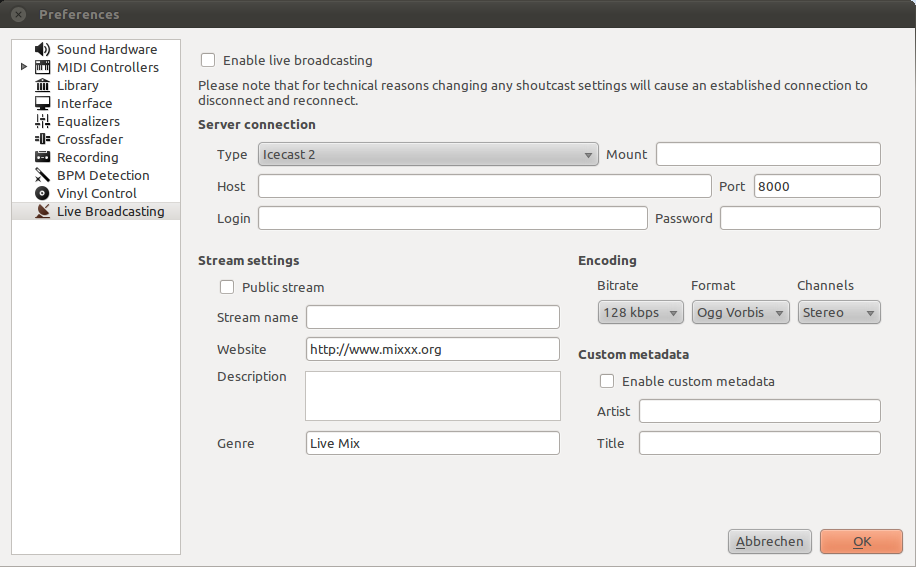 Preferences
Sound Hardware
MIDI Controllers
Library
Interface
Equalizers
Crossfader
Recording
BPM Detection
Vinyl Control
Live Broadcasting
Enable live broadcasting
Please note that for technical reasons changing any shoutcast settings will cause an established connection to
disconnect and reconnect.
Server connection
Type Icecast 2 Mount
Host Port 8000
Login Password
Stream settings
Public stream
Stream name
Website http://www.mixxx.org
Description
Genre Live Mix
Encoding
Bitrate Format Channels
128 kbps Ogg Vorbis Stereo
Custom metadata
Enable custom metadata
Artist
Title
Abbrechen OK